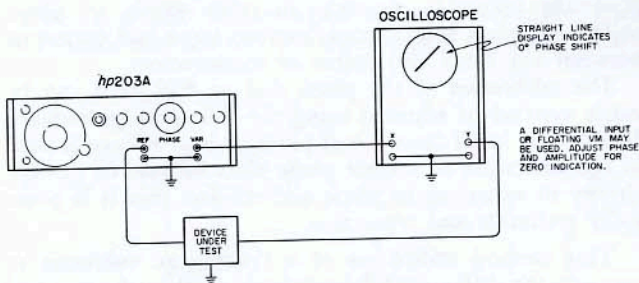 OSCILLOSCOPE
STRAIGHT LINE
DISPLAY INDICATES
0° PHASE SHIFT
hp203A
REF PHASE VAR
X
Y
A DIFFERENTIAL INPUT
OR FLOATING VM MAY
BE USED. ADJUST PHASE
AND AMPLITUDE FOR
ZERO INDICATION.
DEVICE
UNDER
TEST